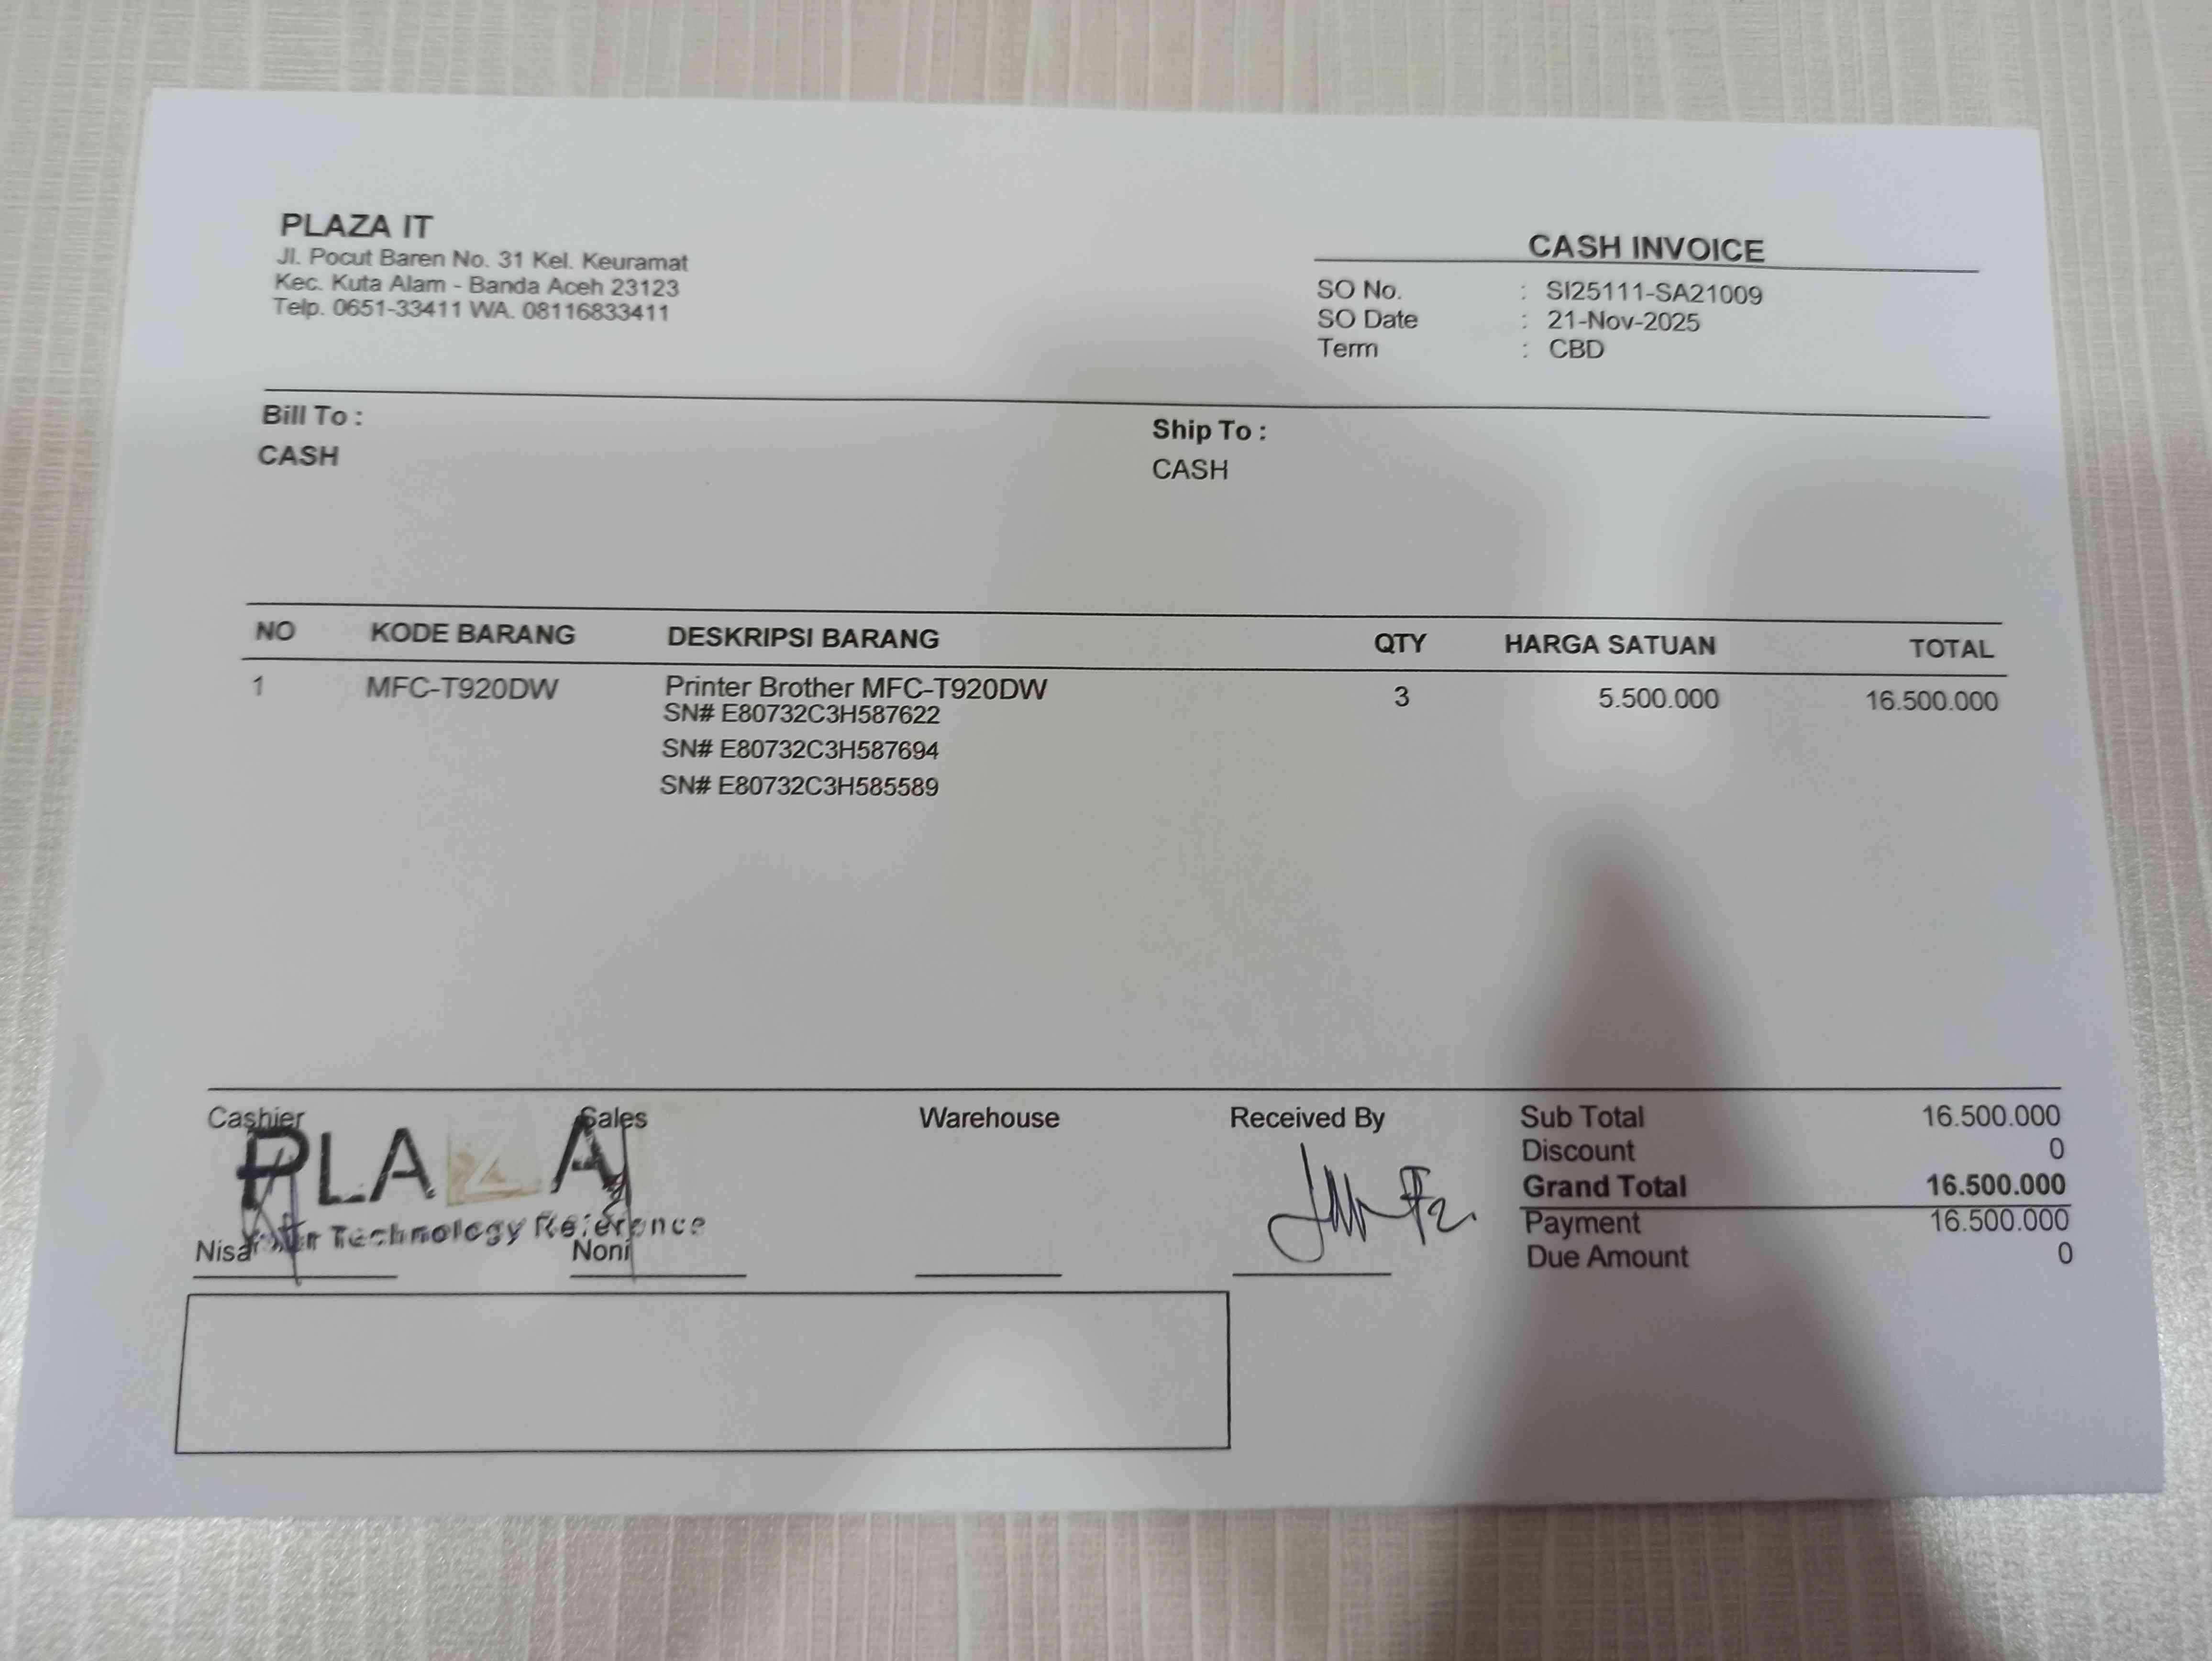 PLAZA IT
Jl. Pocut Baren No. 31 Kel. Keuramat
Kec. Kuta Alam - Banda Aceh 23123
Telp. 0651-33411 WA. 08116833411
CASH INVOICE
SO No. : SI25111-SA21009
SO Date : 21-Nov-2025
Term : CBD
Bill To :
CASH
Ship To :
CASH
NO KODE BARANG DESKRIPSI BARANG QTY HARGA SATUAN TOTAL
1 MFC-T920DW Printer Brother MFC-T920DW 3 5.500.000 16.500.000
SN# E80732C3H587622
SN# E80732C3H587694
SN# E80732C3H585589
Cashier Sales Warehouse Received By
PLAZA
Technology Reference
Nisa Noni
Sub Total 16.500.000
Discount 0
Grand Total 16.500.000
Payment 16.500.000
Due Amount 0